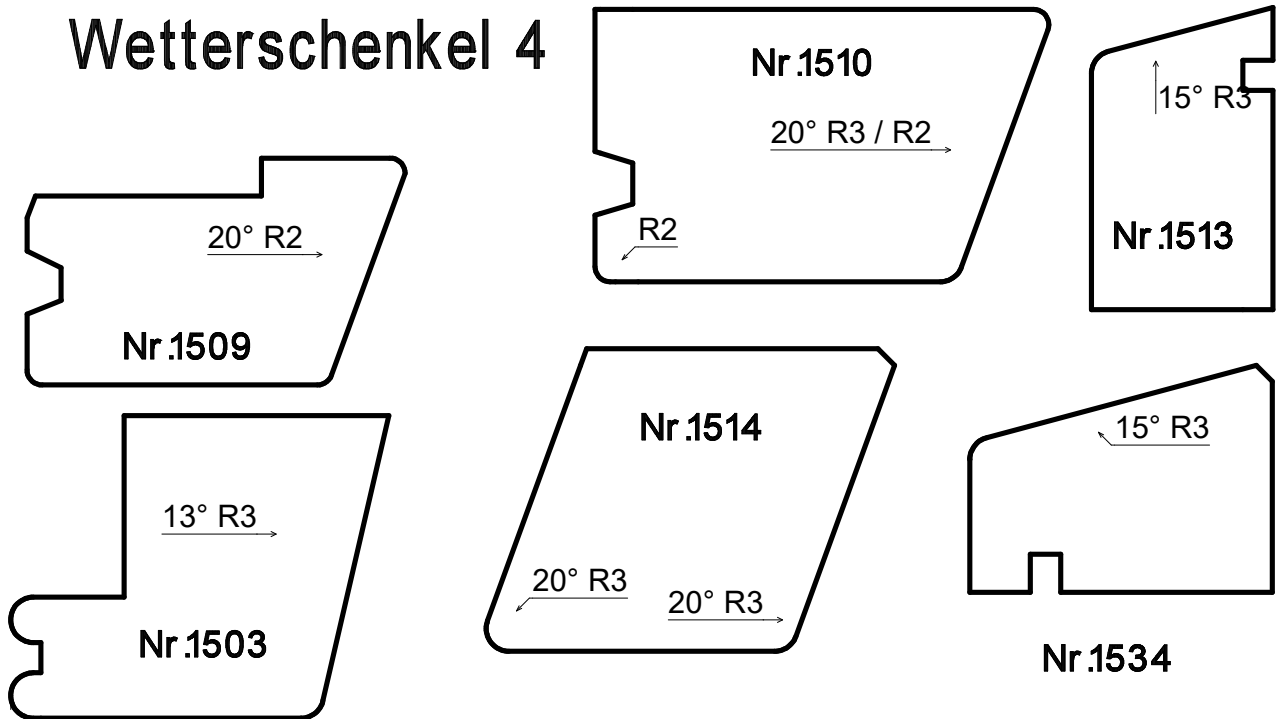 Wetterschenkel 4
Nr.1510
20° R3 / R2
R2
15° R3
Nr.1513
20° R2
Nr.1509
Nr.1514
20° R3
20° R3
15° R3
Nr.1534
13° R3
Nr.1503